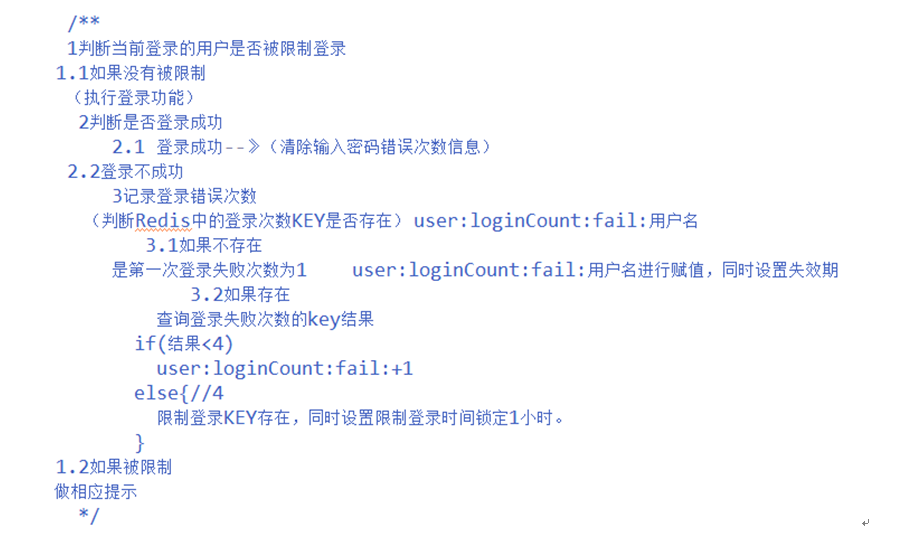 /**
1判断当前登录的用户是否被限制登录
1.1如果没有被限制
（执行登录功能）
2判断是否登录成功
2.1 登录成功--》（清除输入密码错误次数信息）
2.2登录不成功
3记录登录错误次数
（判断Redis中的登录次数KEY是否存在）user:loginCount:fail:用户名
3.1如果不存在
是第一次登录失败次数为1 user:loginCount:fail:用户名进行赋值，同时设置失效期
3.2如果存在
查询登录失败次数的key结果
if(结果<4)
user:loginCount:fail:+1
else{//4
限制登录KEY存在，同时设置限制登录时间锁定1小时。
}
1.2如果被限制
做相应提示
*/